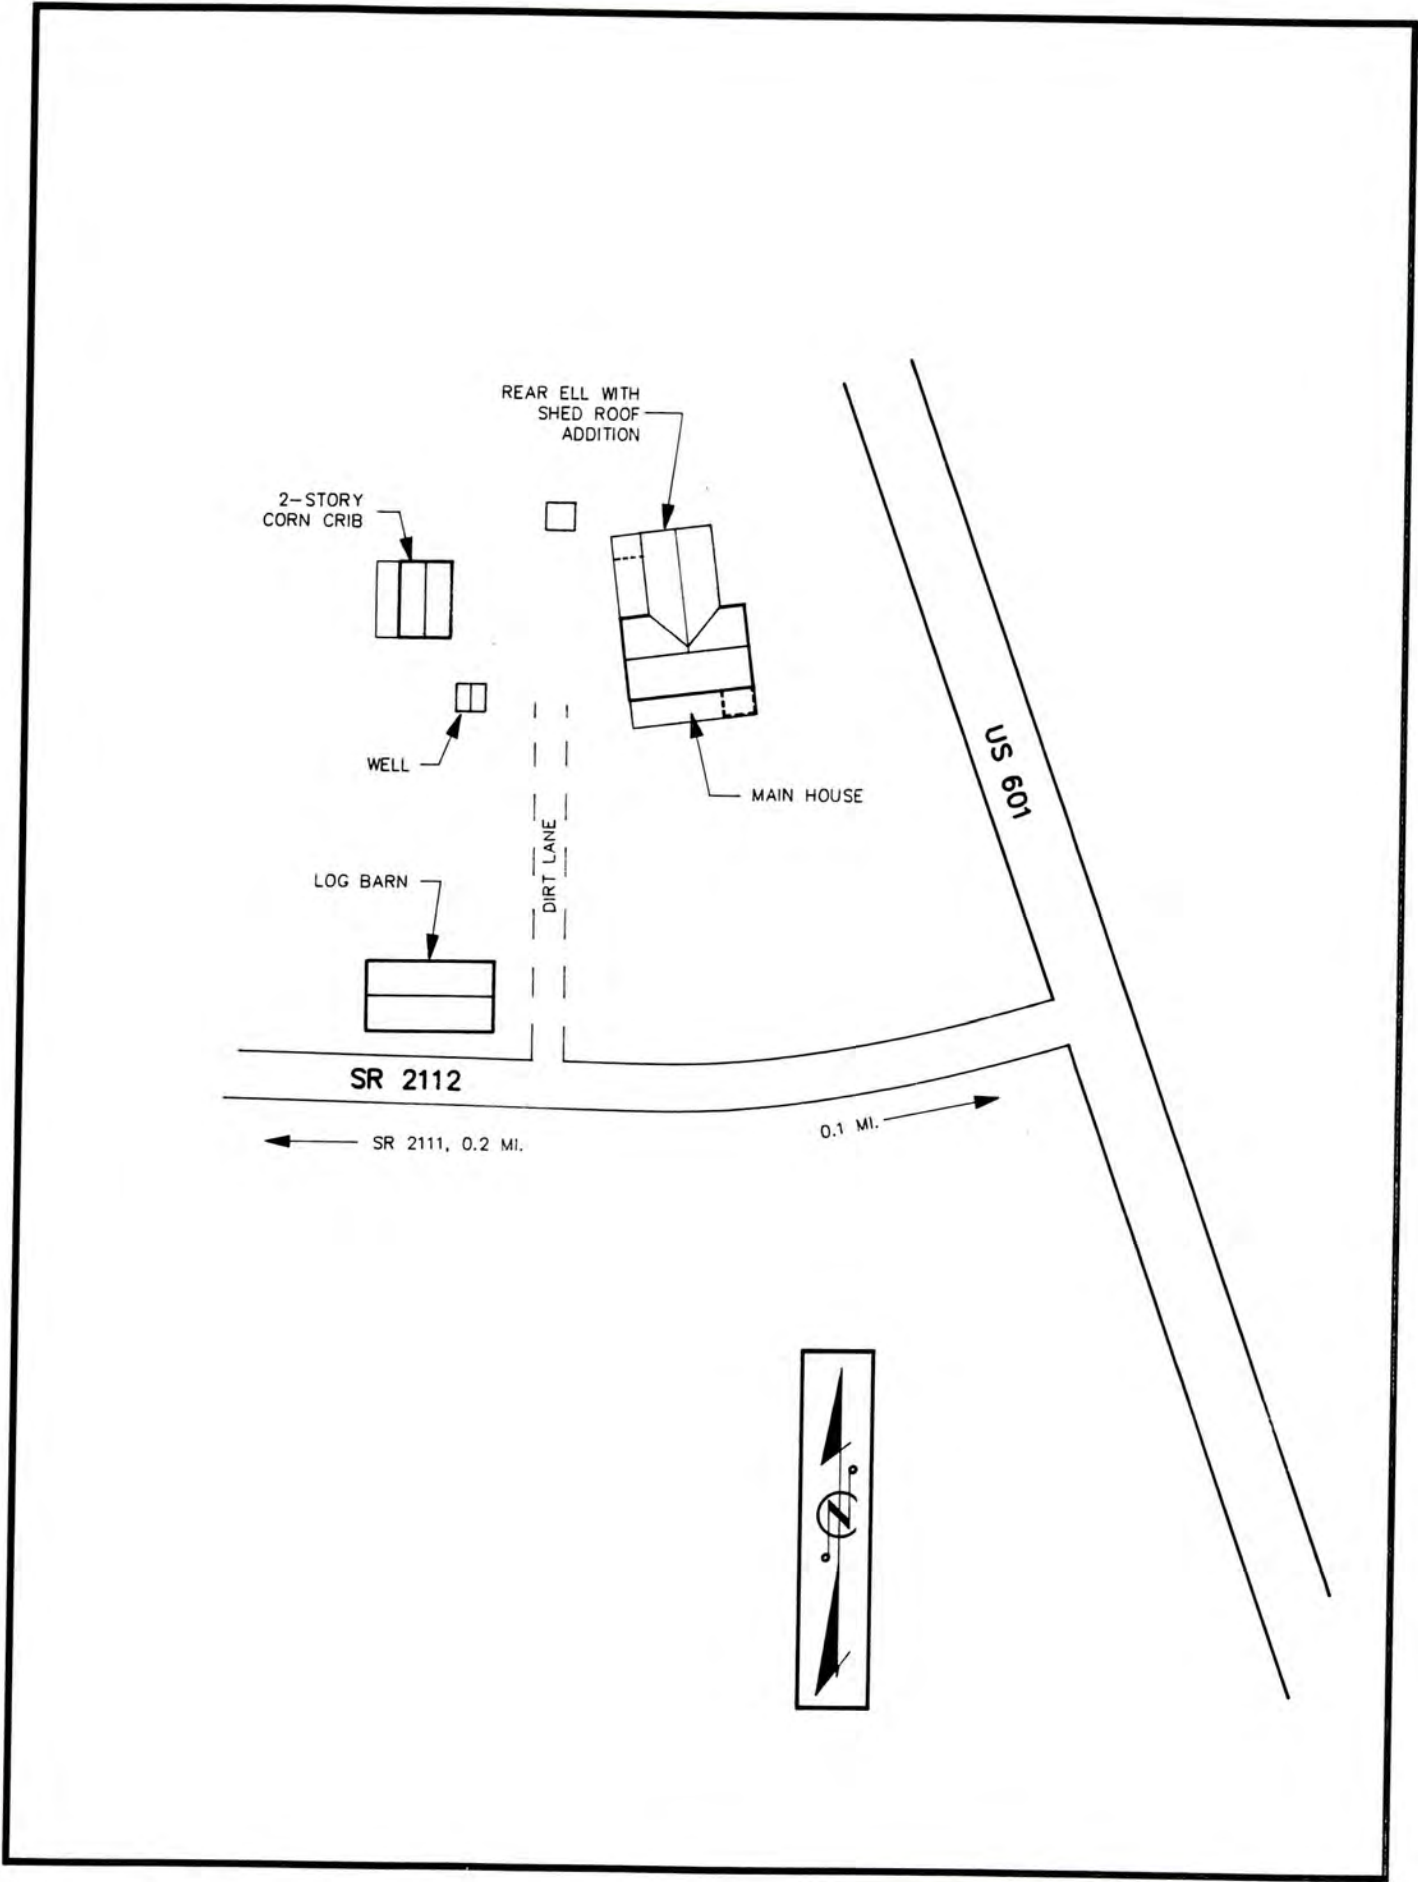 REAR ELL WITH
SHED ROOF
ADDITION
2-STORY
CORN CRIB
WELL
MAIN HOUSE
US 601
DIRT LANE
LOG BARN
SR 2112
SR 2111, 0.2 MI.
0.1 MI.
N